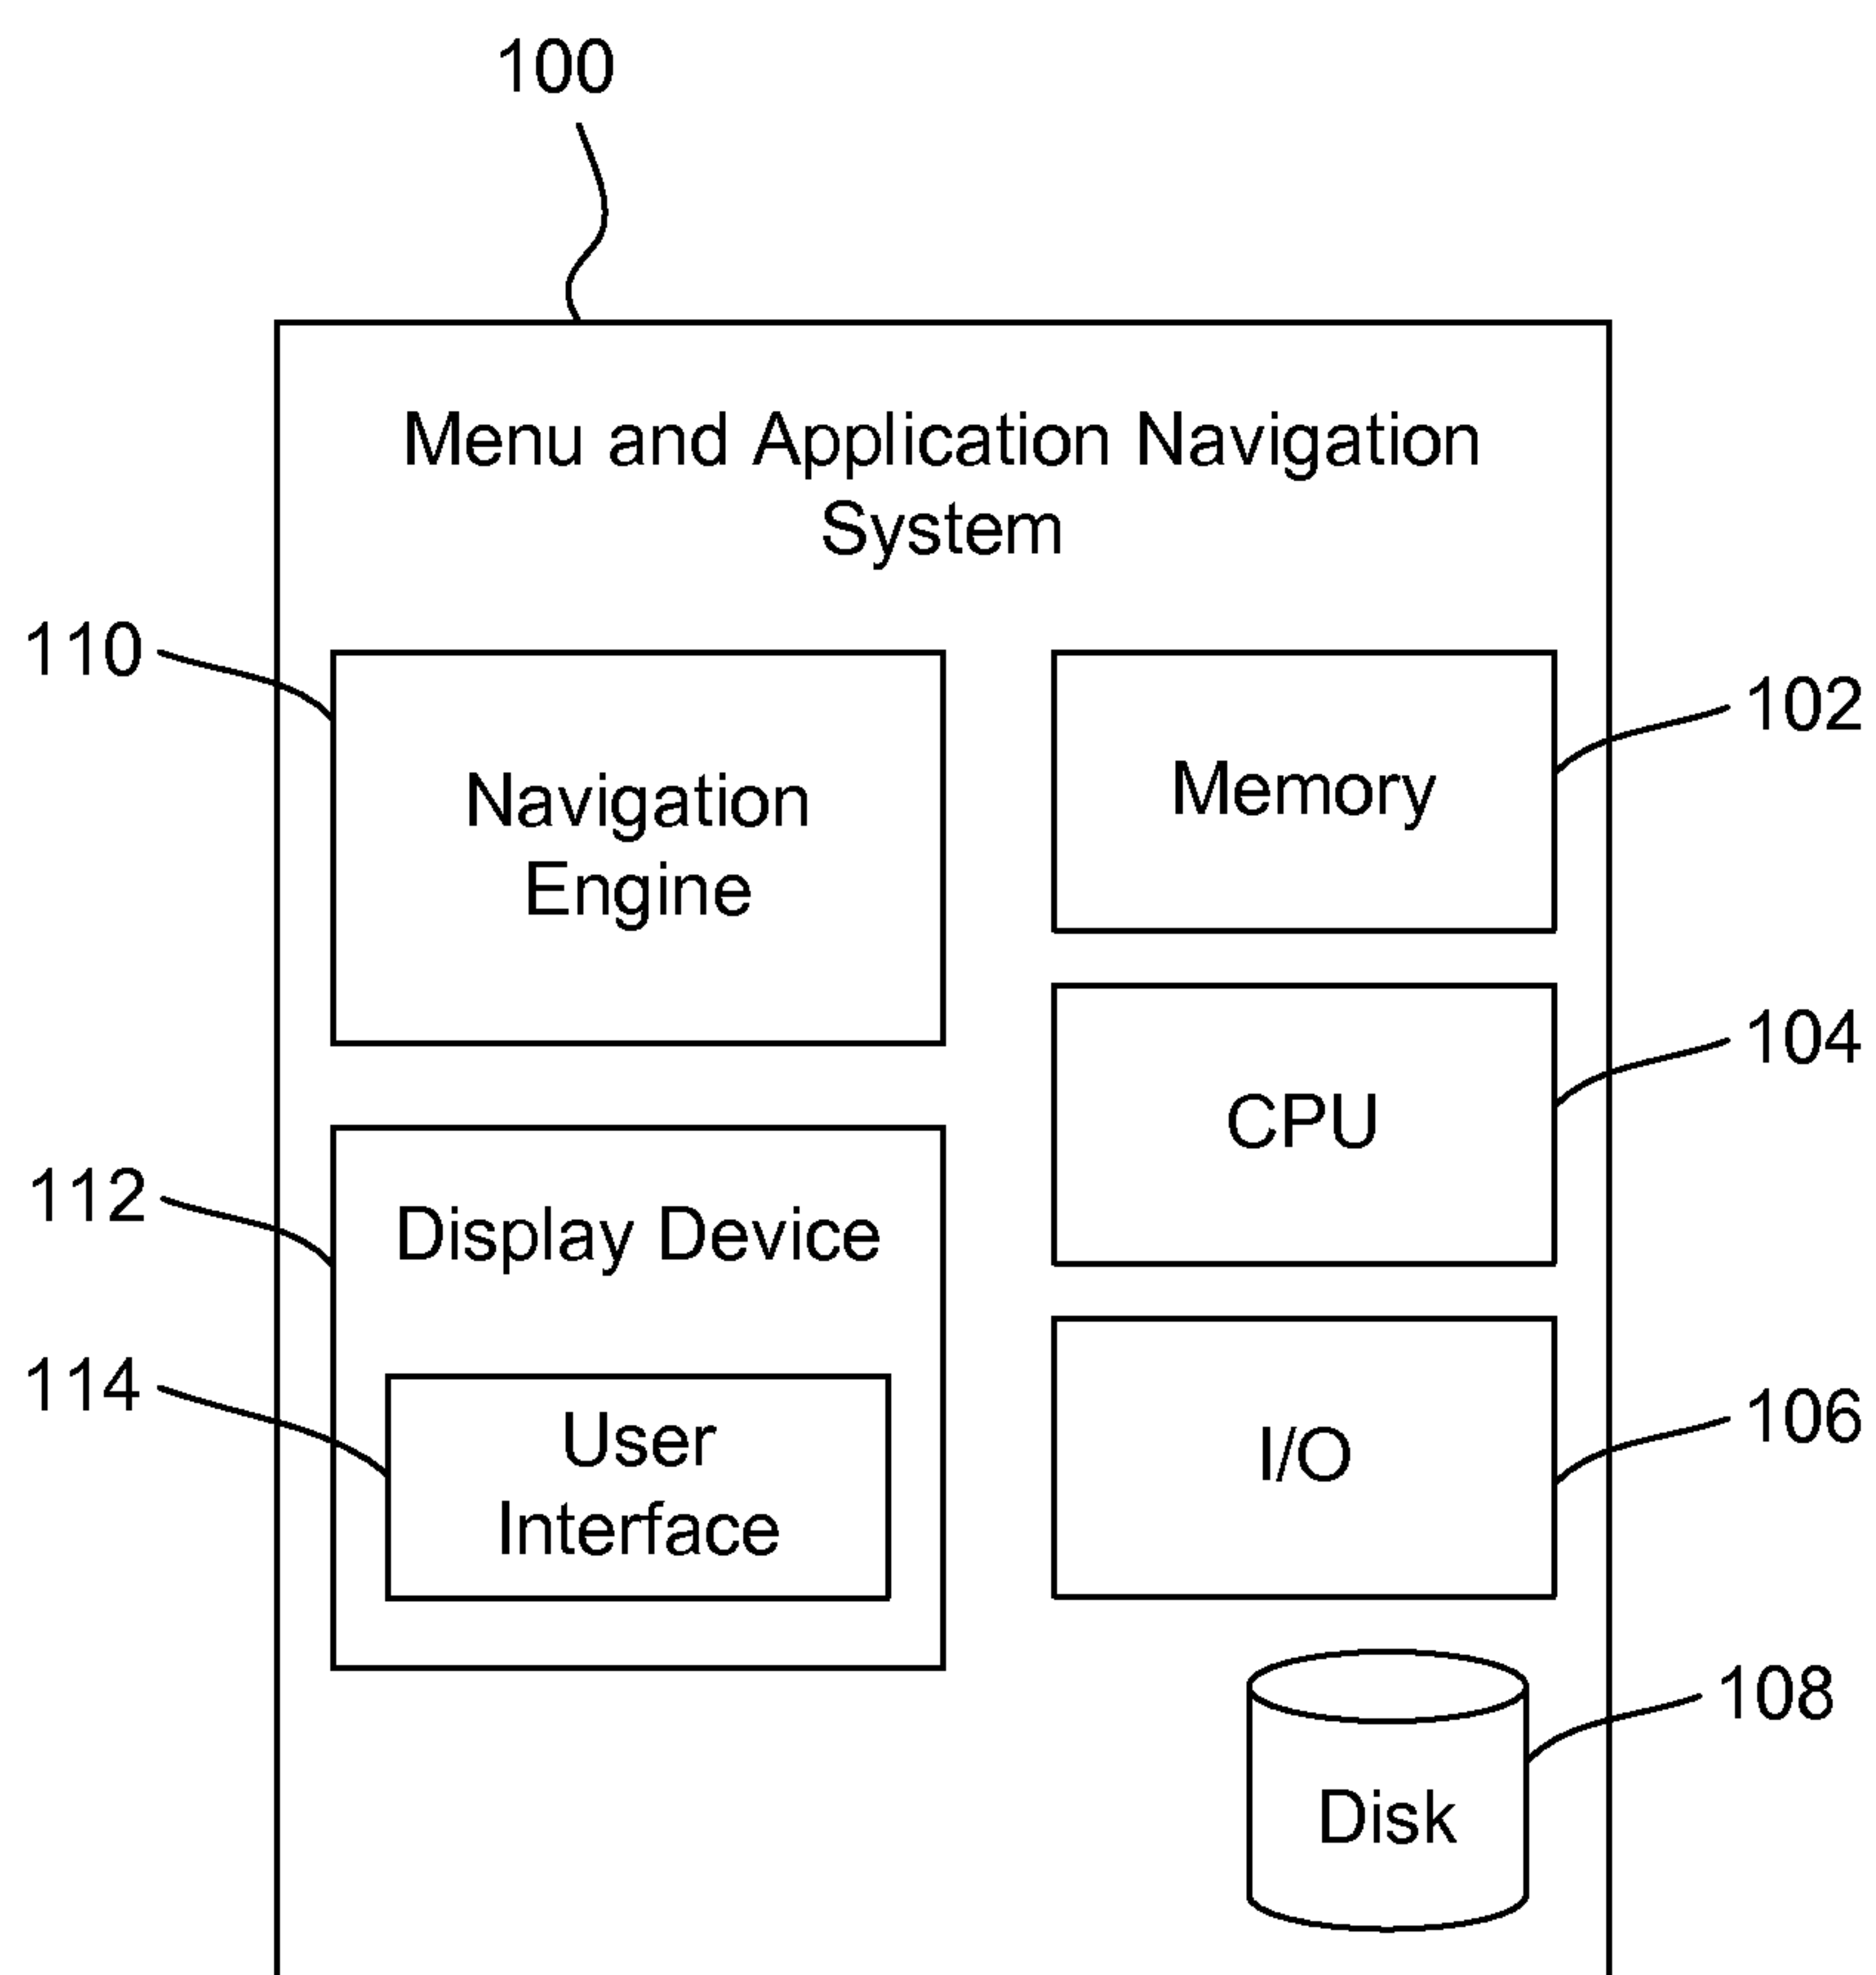 100
Menu and Application Navigation
System
110
Navigation
Engine
Memory
102
CPU
104
112
Display Device
114
User
Interface
I/O
106
Disk
108